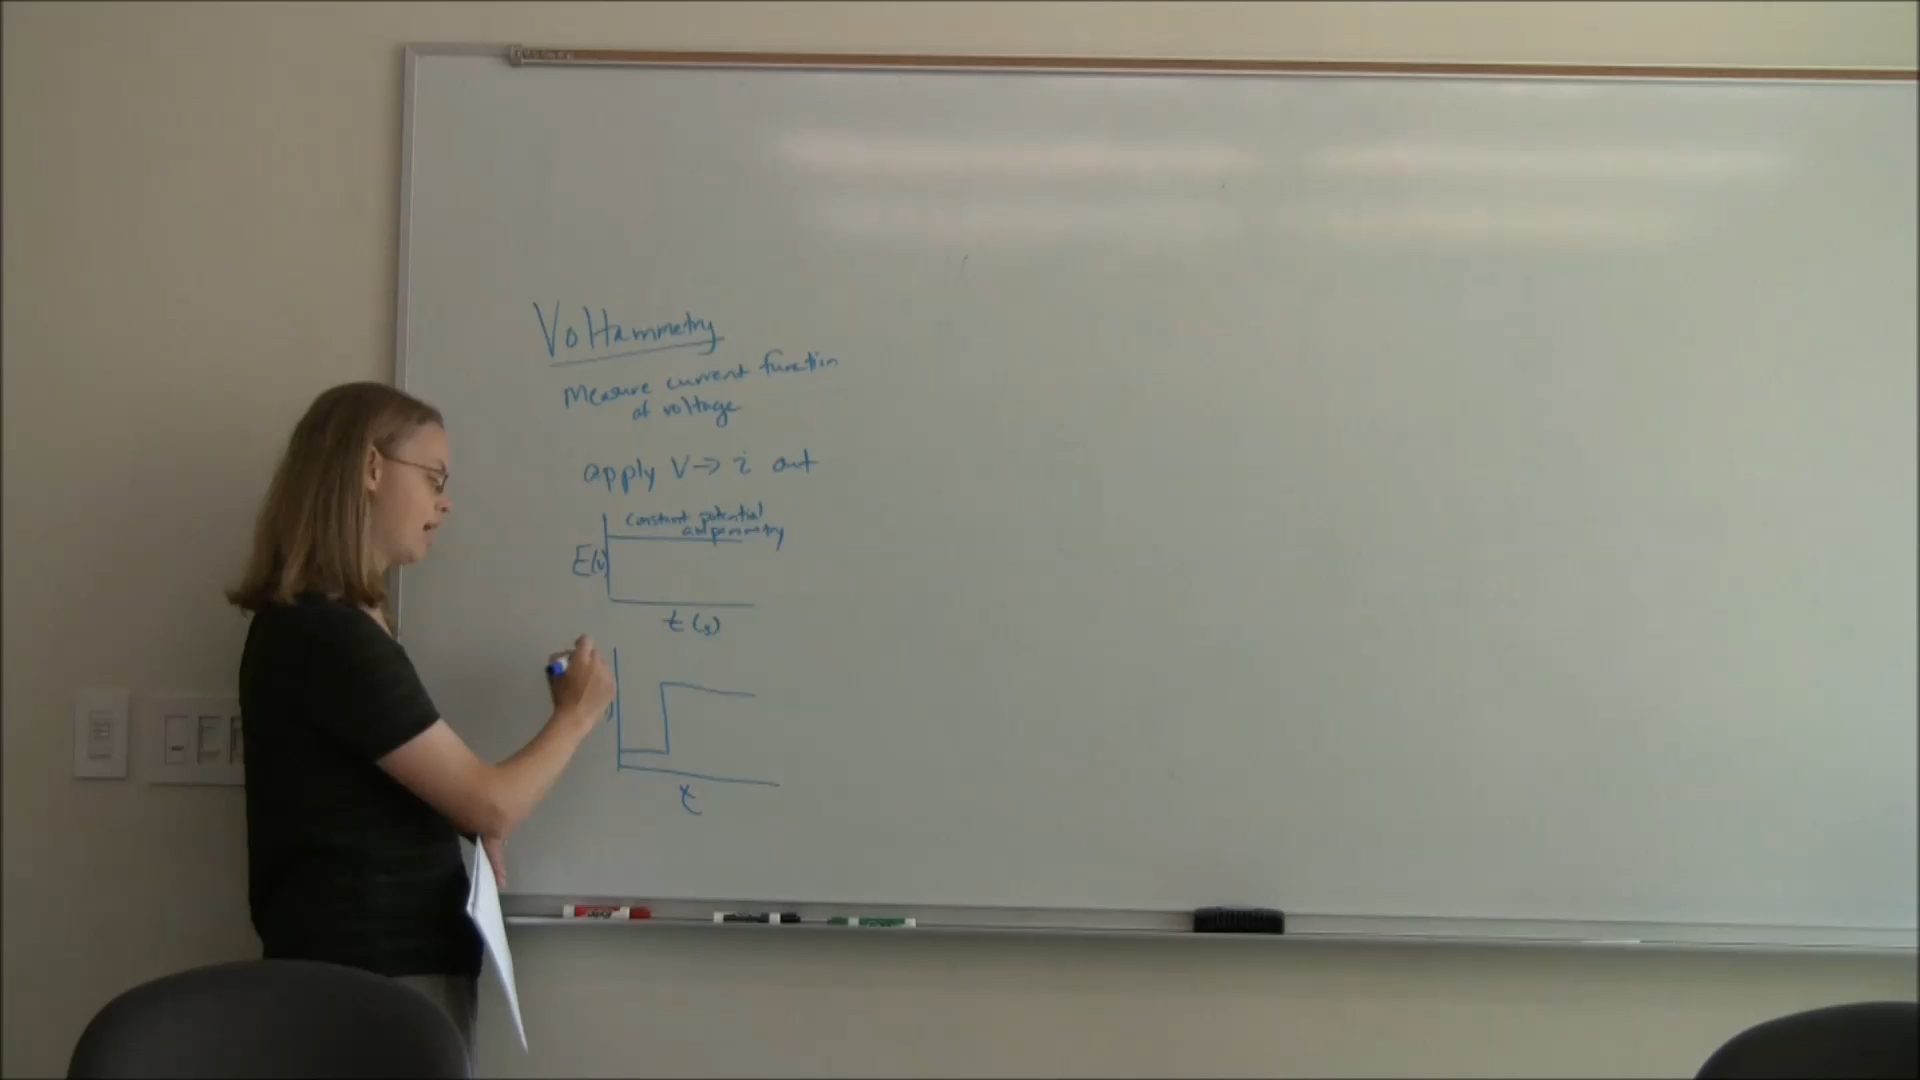 Voltammetry
Measure current function
of voltage
apply V → i out
Constant potential
amperometry
E(V)
t (s)
t